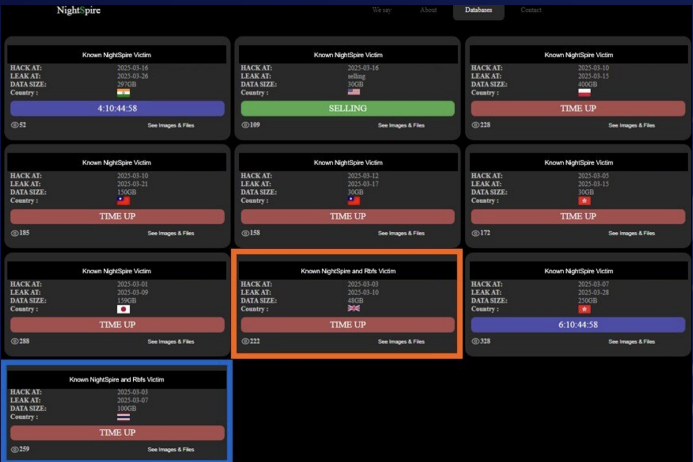 NightSpire We say About Databases Contact
Known NightSpire Victim
HACK AT: 2025-03-16
LEAK AT: 2025-03-26
DATA SIZE: 297GB
Country :
4:10:44:58
52 See Images & Files
Known NightSpire Victim
HACK AT: 2025-03-16
LEAK AT: selling
DATA SIZE: 30GB
Country :
SELLING
109 See Images & Files
Known NightSpire Victim
HACK AT: 2025-03-10
LEAK AT: 2025-03-15
DATA SIZE: 400GB
Country :
TIME UP
228 See Images & Files
Known NightSpire Victim
HACK AT: 2025-03-10
LEAK AT: 2025-03-21
DATA SIZE: 150GB
Country :
TIME UP
185 See Images & Files
Known NightSpire Victim
HACK AT: 2025-03-12
LEAK AT: 2025-03-17
DATA SIZE: 30GB
Country :
TIME UP
158 See Images & Files
Known NightSpire Victim
HACK AT: 2025-03-05
LEAK AT: 2025-03-15
DATA SIZE: 30GB
Country :
TIME UP
172 See Images & Files
Known NightSpire Victim
HACK AT: 2025-03-01
LEAK AT: 2025-03-09
DATA SIZE: 159GB
Country :
TIME UP
288 See Images & Files
Known NightSpire and Rbfs Victim
HACK AT: 2025-03-03
LEAK AT: 2025-03-10
DATA SIZE: 48GB
Country :
TIME UP
222 See Images & Files
Known NightSpire Victim
HACK AT: 2025-03-07
LEAK AT: 2025-03-28
DATA SIZE: 250GB
Country :
6:10:44:58
328 See Images & Files
Known NightSpire and Rbfs Victim
HACK AT: 2025-03-03
LEAK AT: 2025-03-07
DATA SIZE: 100GB
Country :
TIME UP
259 See Images & Files